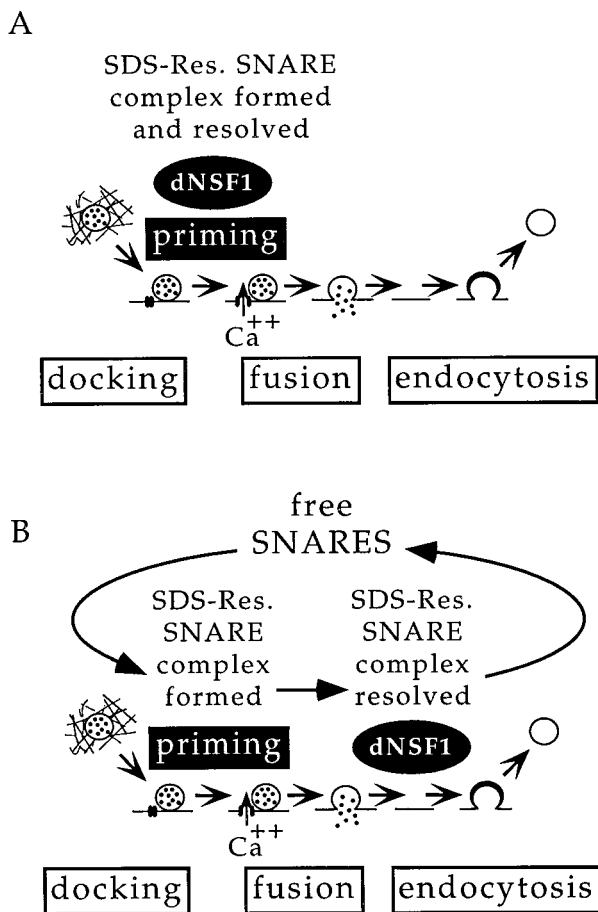 A
SDS-Res. SNARE
complex formed
and resolved
dNSF1
priming
Ca++
docking
fusion
endocytosis
B
free
SNARES
SDS-Res.
SNARE
complex
formed
SDS-Res.
SNARE
complex
resolved
priming
dNSF1
Ca++
docking
fusion
endocytosis